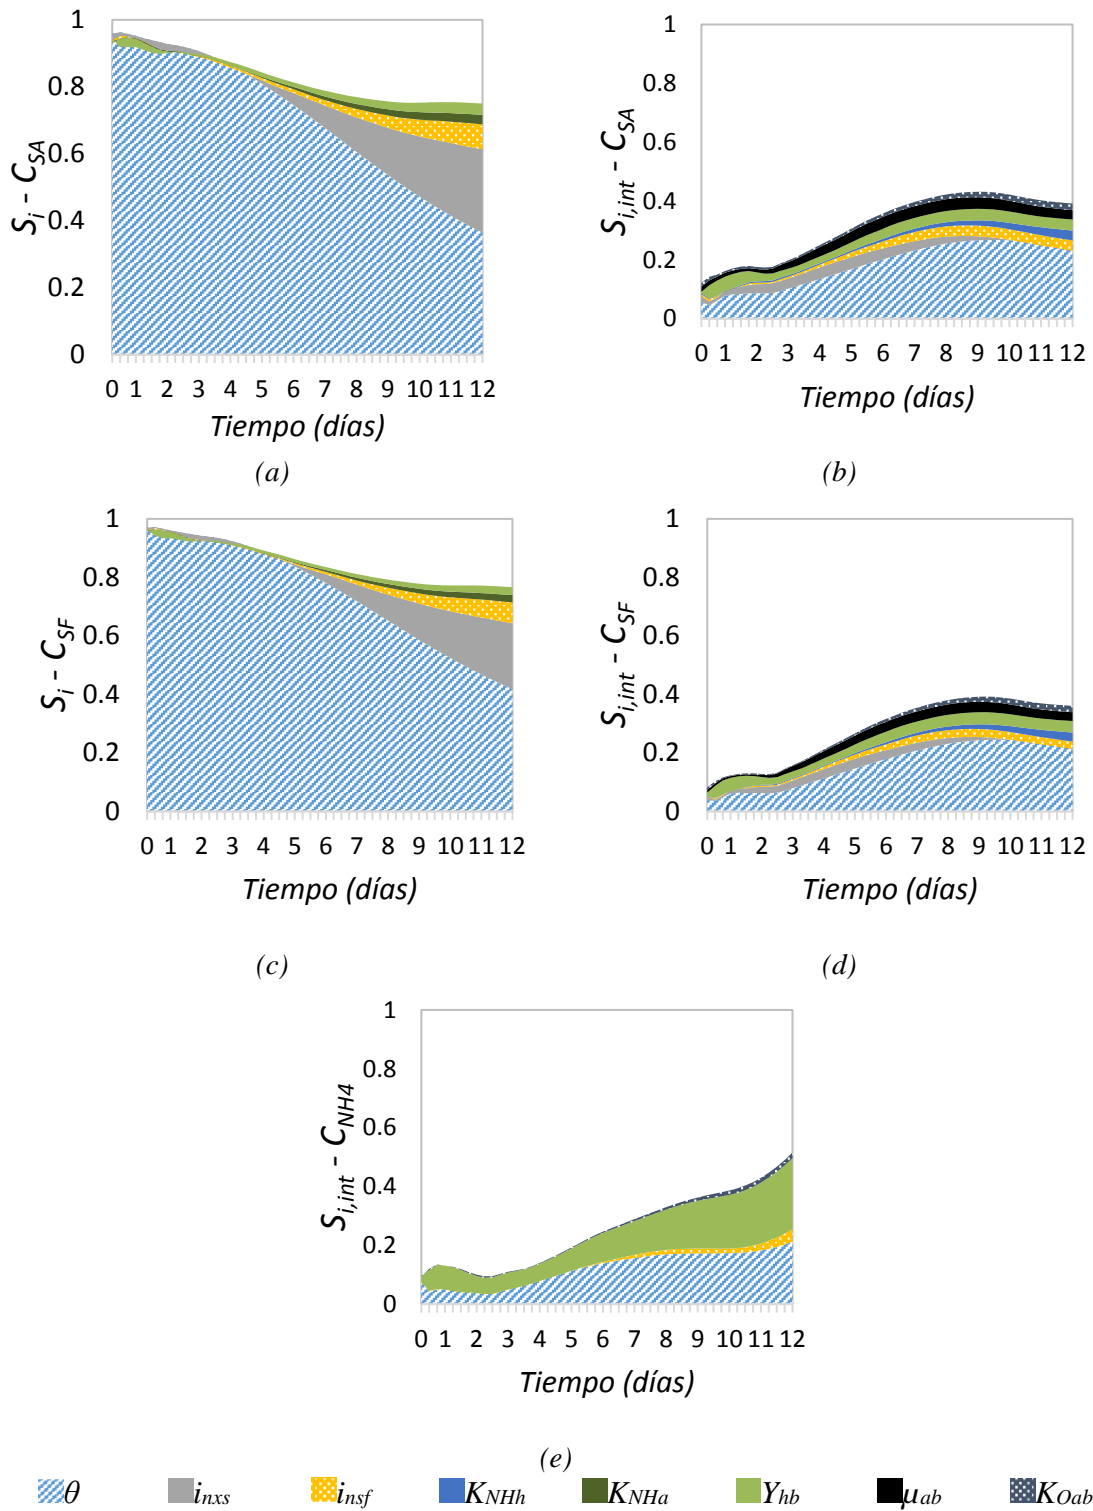 1
0.8
0.6
0.4
0.2
0
S_i - C_SA
0 1 2 3 4 5 6 7 8 9 10 11 12
Tiempo (días)
(a)
1
0.8
0.6
0.4
0.2
0
S_i,int - C_SA
0 1 2 3 4 5 6 7 8 9 10 11 12
Tiempo (días)
(b)
1
0.8
0.6
0.4
0.2
0
S_i - C_SF
0 1 2 3 4 5 6 7 8 9 10 11 12
Tiempo (días)
(c)
1
0.8
0.6
0.4
0.2
0
S_i,int - C_SF
0 1 2 3 4 5 6 7 8 9 10 11 12
Tiempo (días)
(d)
1
0.8
0.6
0.4
0.2
0
S_i,int - C_NH4
0 1 2 3 4 5 6 7 8 9 10 11 12
Tiempo (días)
(e)
θ i_nxs i_nsf K_NHh K_NHa Y_hb μ_ab K_Oab